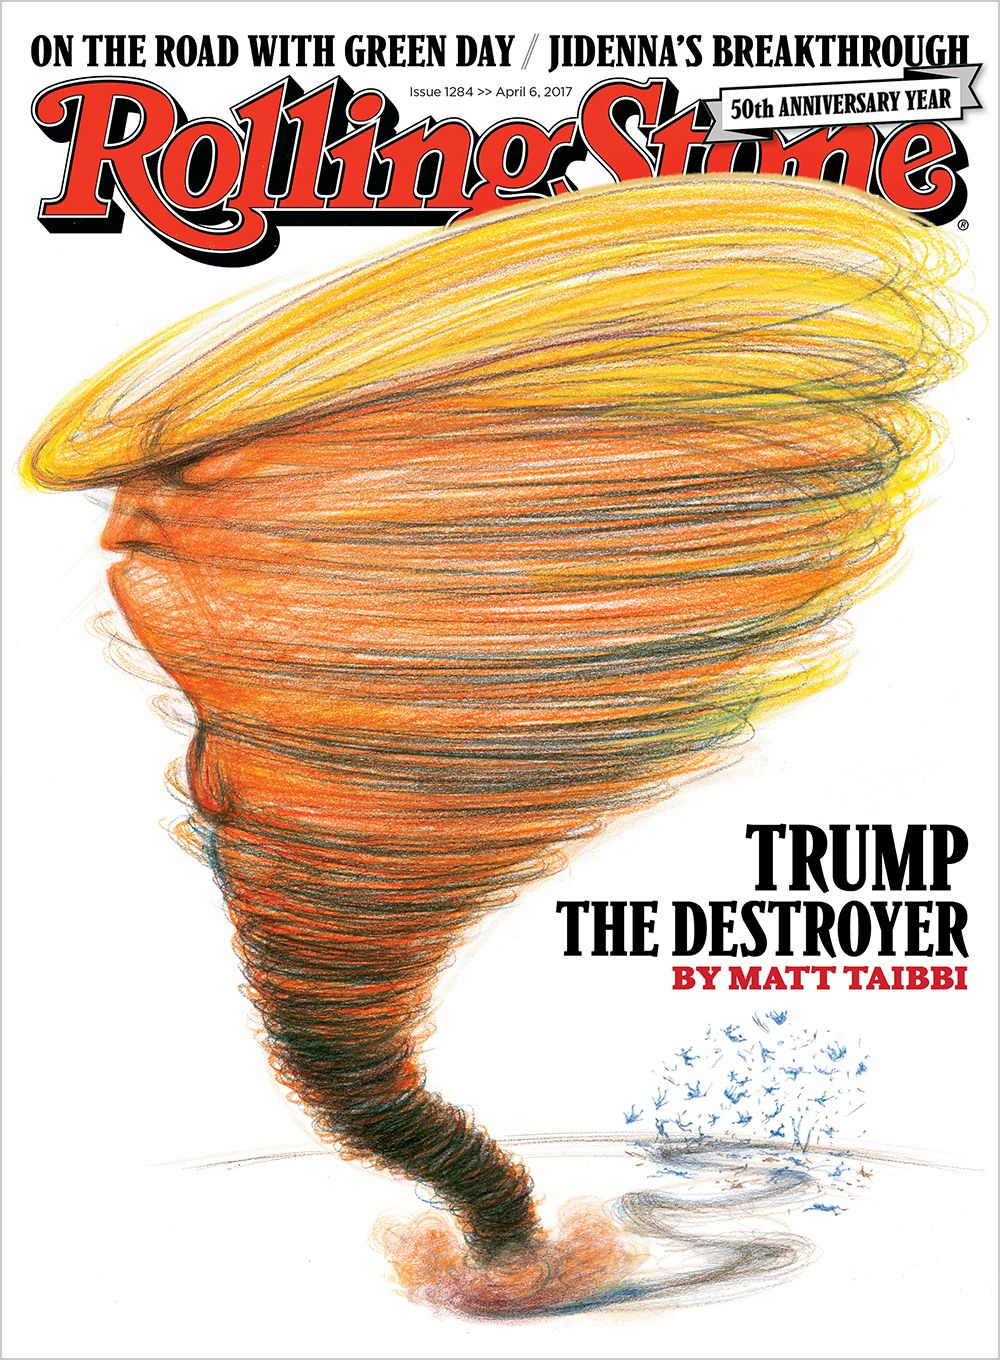 ON THE ROAD WITH GREEN DAY / JIDENNA'S BREAKTHROUGH
Issue 1284 >> April 6, 2017
50th ANNIVERSARY YEAR
RollingStone®
TRUMP
THE DESTROYER
BY MATT TAIBBI